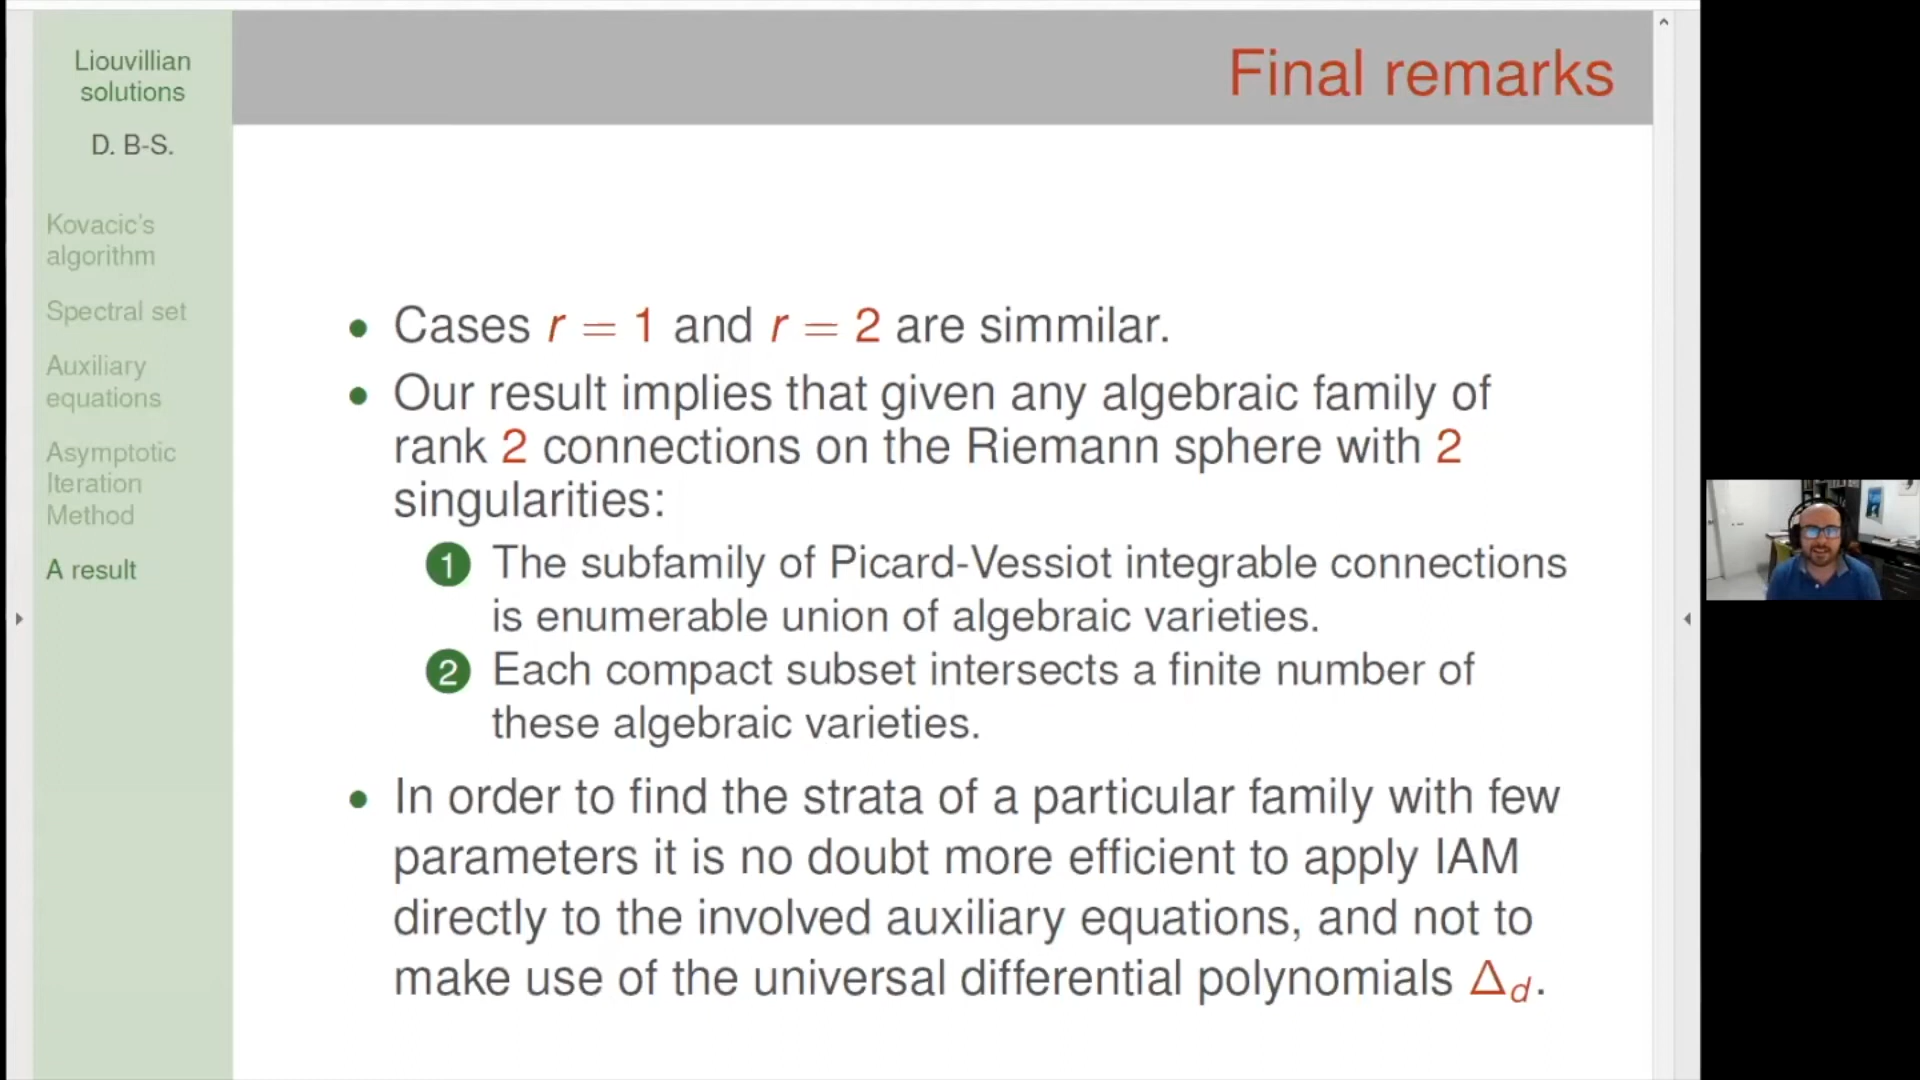 Liouvillian
solutions
D. B-S.
Kovacic's
algorithm
Spectral set
Auxiliary
equations
Asymptotic
Iteration
Method
A result
Final remarks
• Cases r = 1 and r = 2 are simmilar.
• Our result implies that given any algebraic family of
rank 2 connections on the Riemann sphere with 2
singularities:
1 The subfamily of Picard-Vessiot integrable connections
is enumerable union of algebraic varieties.
2 Each compact subset intersects a finite number of
these algebraic varieties.
• In order to find the strata of a particular family with few
parameters it is no doubt more efficient to apply IAM
directly to the involved auxiliary equations, and not to
make use of the universal differential polynomials Δ_d.